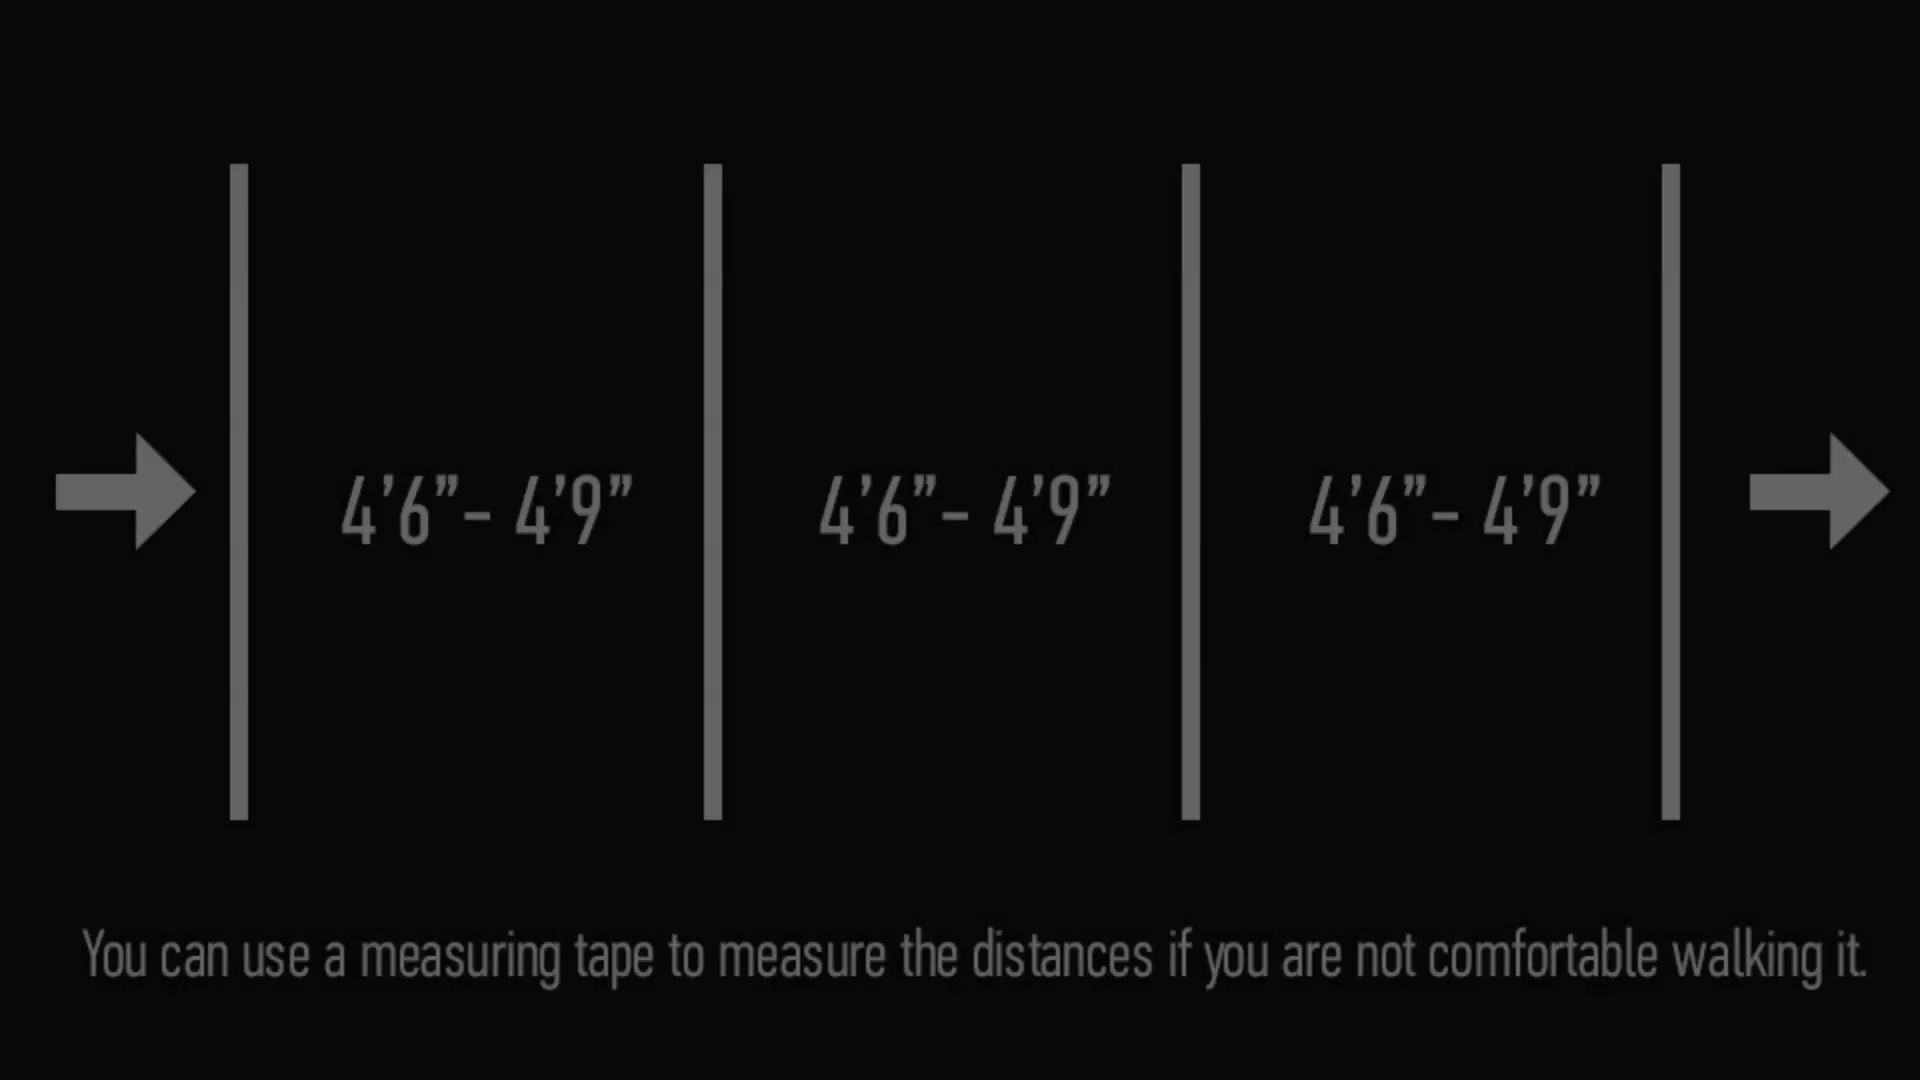 4’6”- 4’9” 4’6”- 4’9” 4’6”- 4’9”
You can use a measuring tape to measure the distances if you are not comfortable walking it.